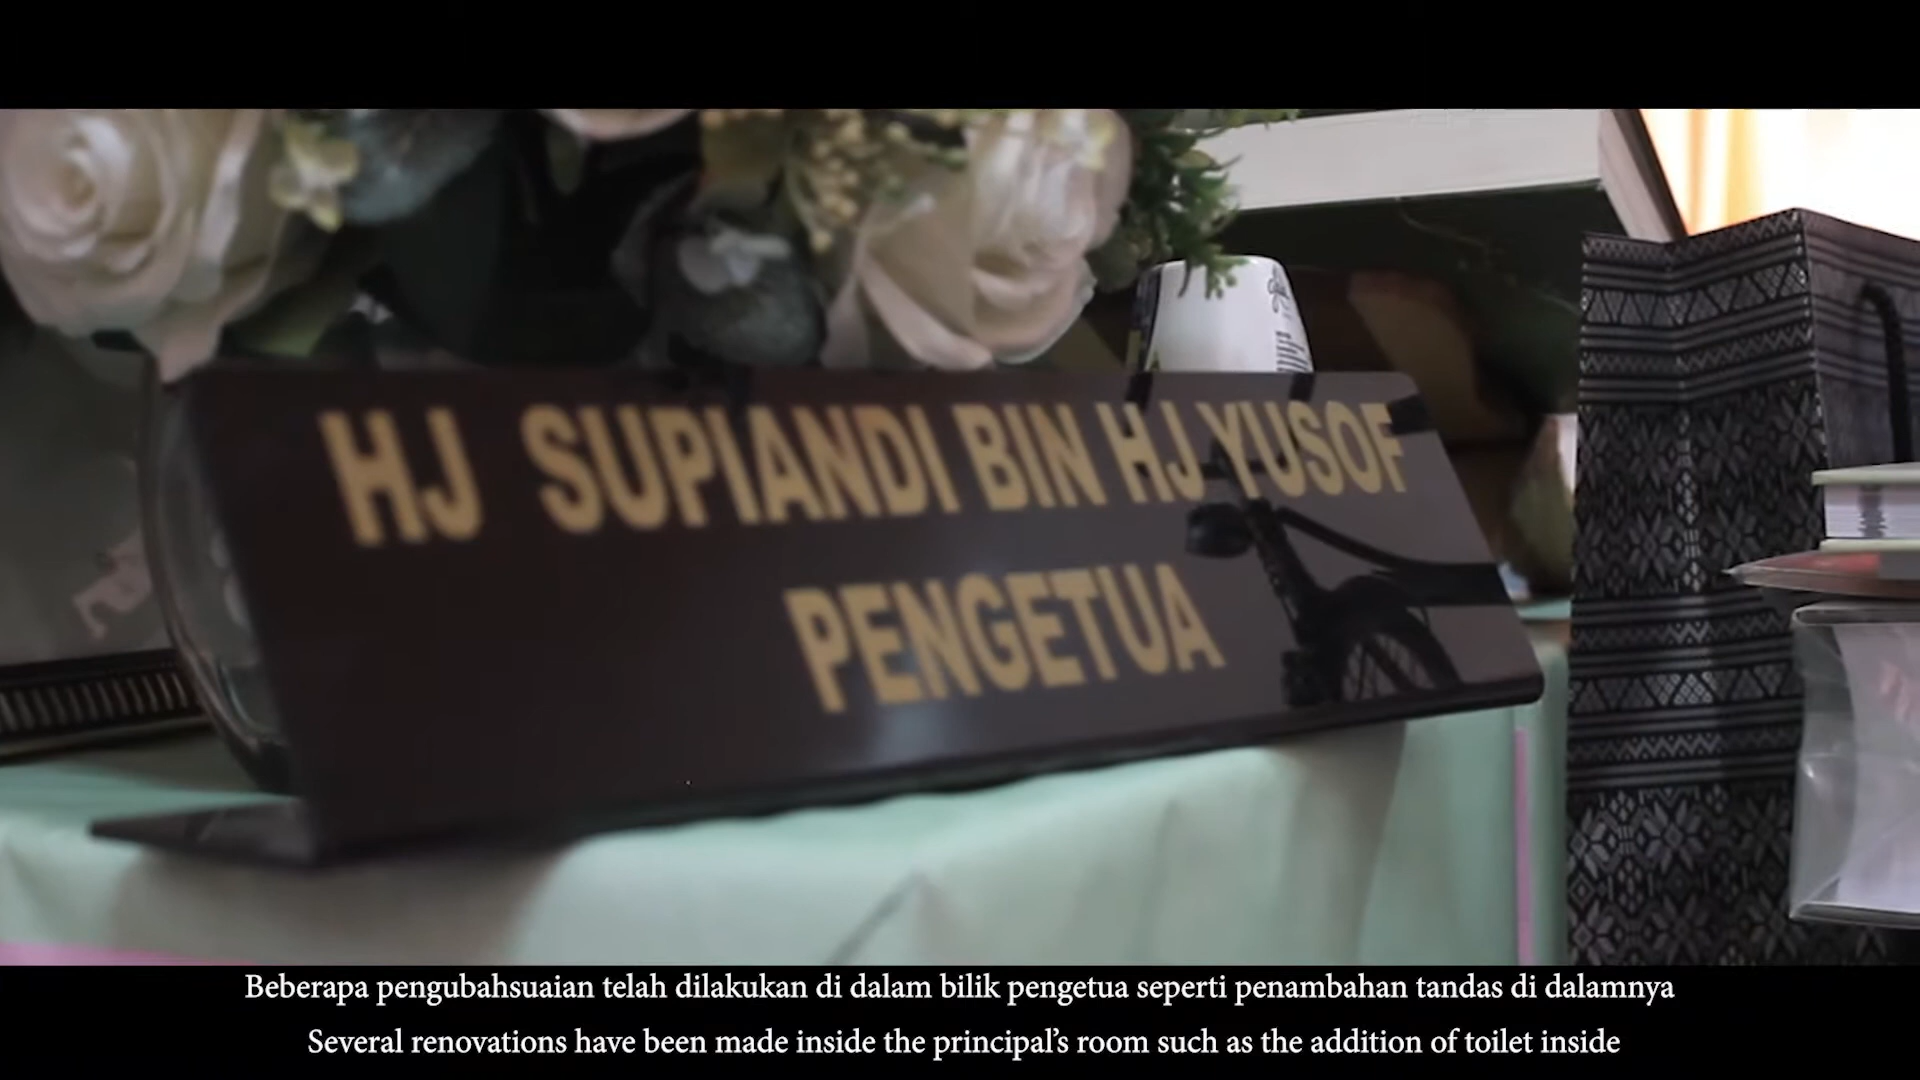 HJ SUPIANDI BIN HJ YUSOF
PENGETUA
Beberapa pengubahsuaian telah dilakukan di dalam bilik pengetua seperti penambahan tandas di dalamnya
Several renovations have been made inside the principal's room such as the addition of toilet inside